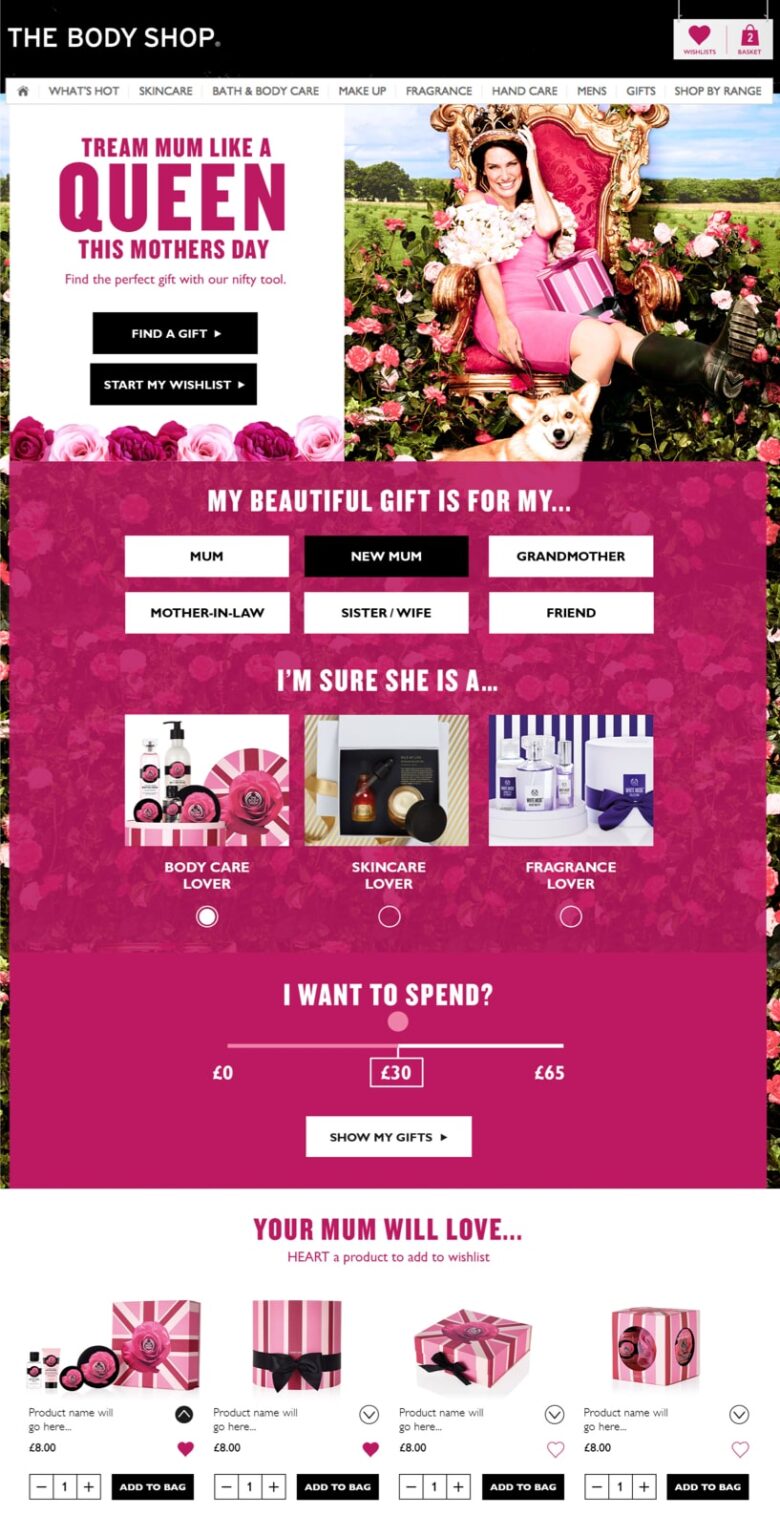 THE BODY SHOP®
WISHLISTS
2
BASKET
WHAT'S HOT
SKINCARE
BATH & BODY CARE
MAKE UP
FRAGRANCE
HAND CARE
MENS
GIFTS
SHOP BY RANGE
TREAM MUM LIKE A
QUEEN
THIS MOTHERS DAY
Find the perfect gift with our nifty tool.
FIND A GIFT
START MY WISHLIST
MY BEAUTIFUL GIFT IS FOR MY...
MUM
NEW MUM
GRANDMOTHER
MOTHER-IN-LAW
SISTER / WIFE
FRIEND
I'M SURE SHE IS A...
WHITE MUSK
WHITE MUSK
BODY CARE
LOVER
SKINCARE
LOVER
FRAGRANCE
LOVER
I WANT TO SPEND?
£0
£30
£65
SHOW MY GIFTS
YOUR MUM WILL LOVE...
HEART a product to add to wishlist
Product name will
go here...
£8.00
− 1 +
ADD TO BAG
Product name will
go here...
£8.00
− 1 +
ADD TO BAG
Product name will
go here...
£8.00
− 1 +
ADD TO BAG
Product name will
go here...
£8.00
− 1 +
ADD TO BAG